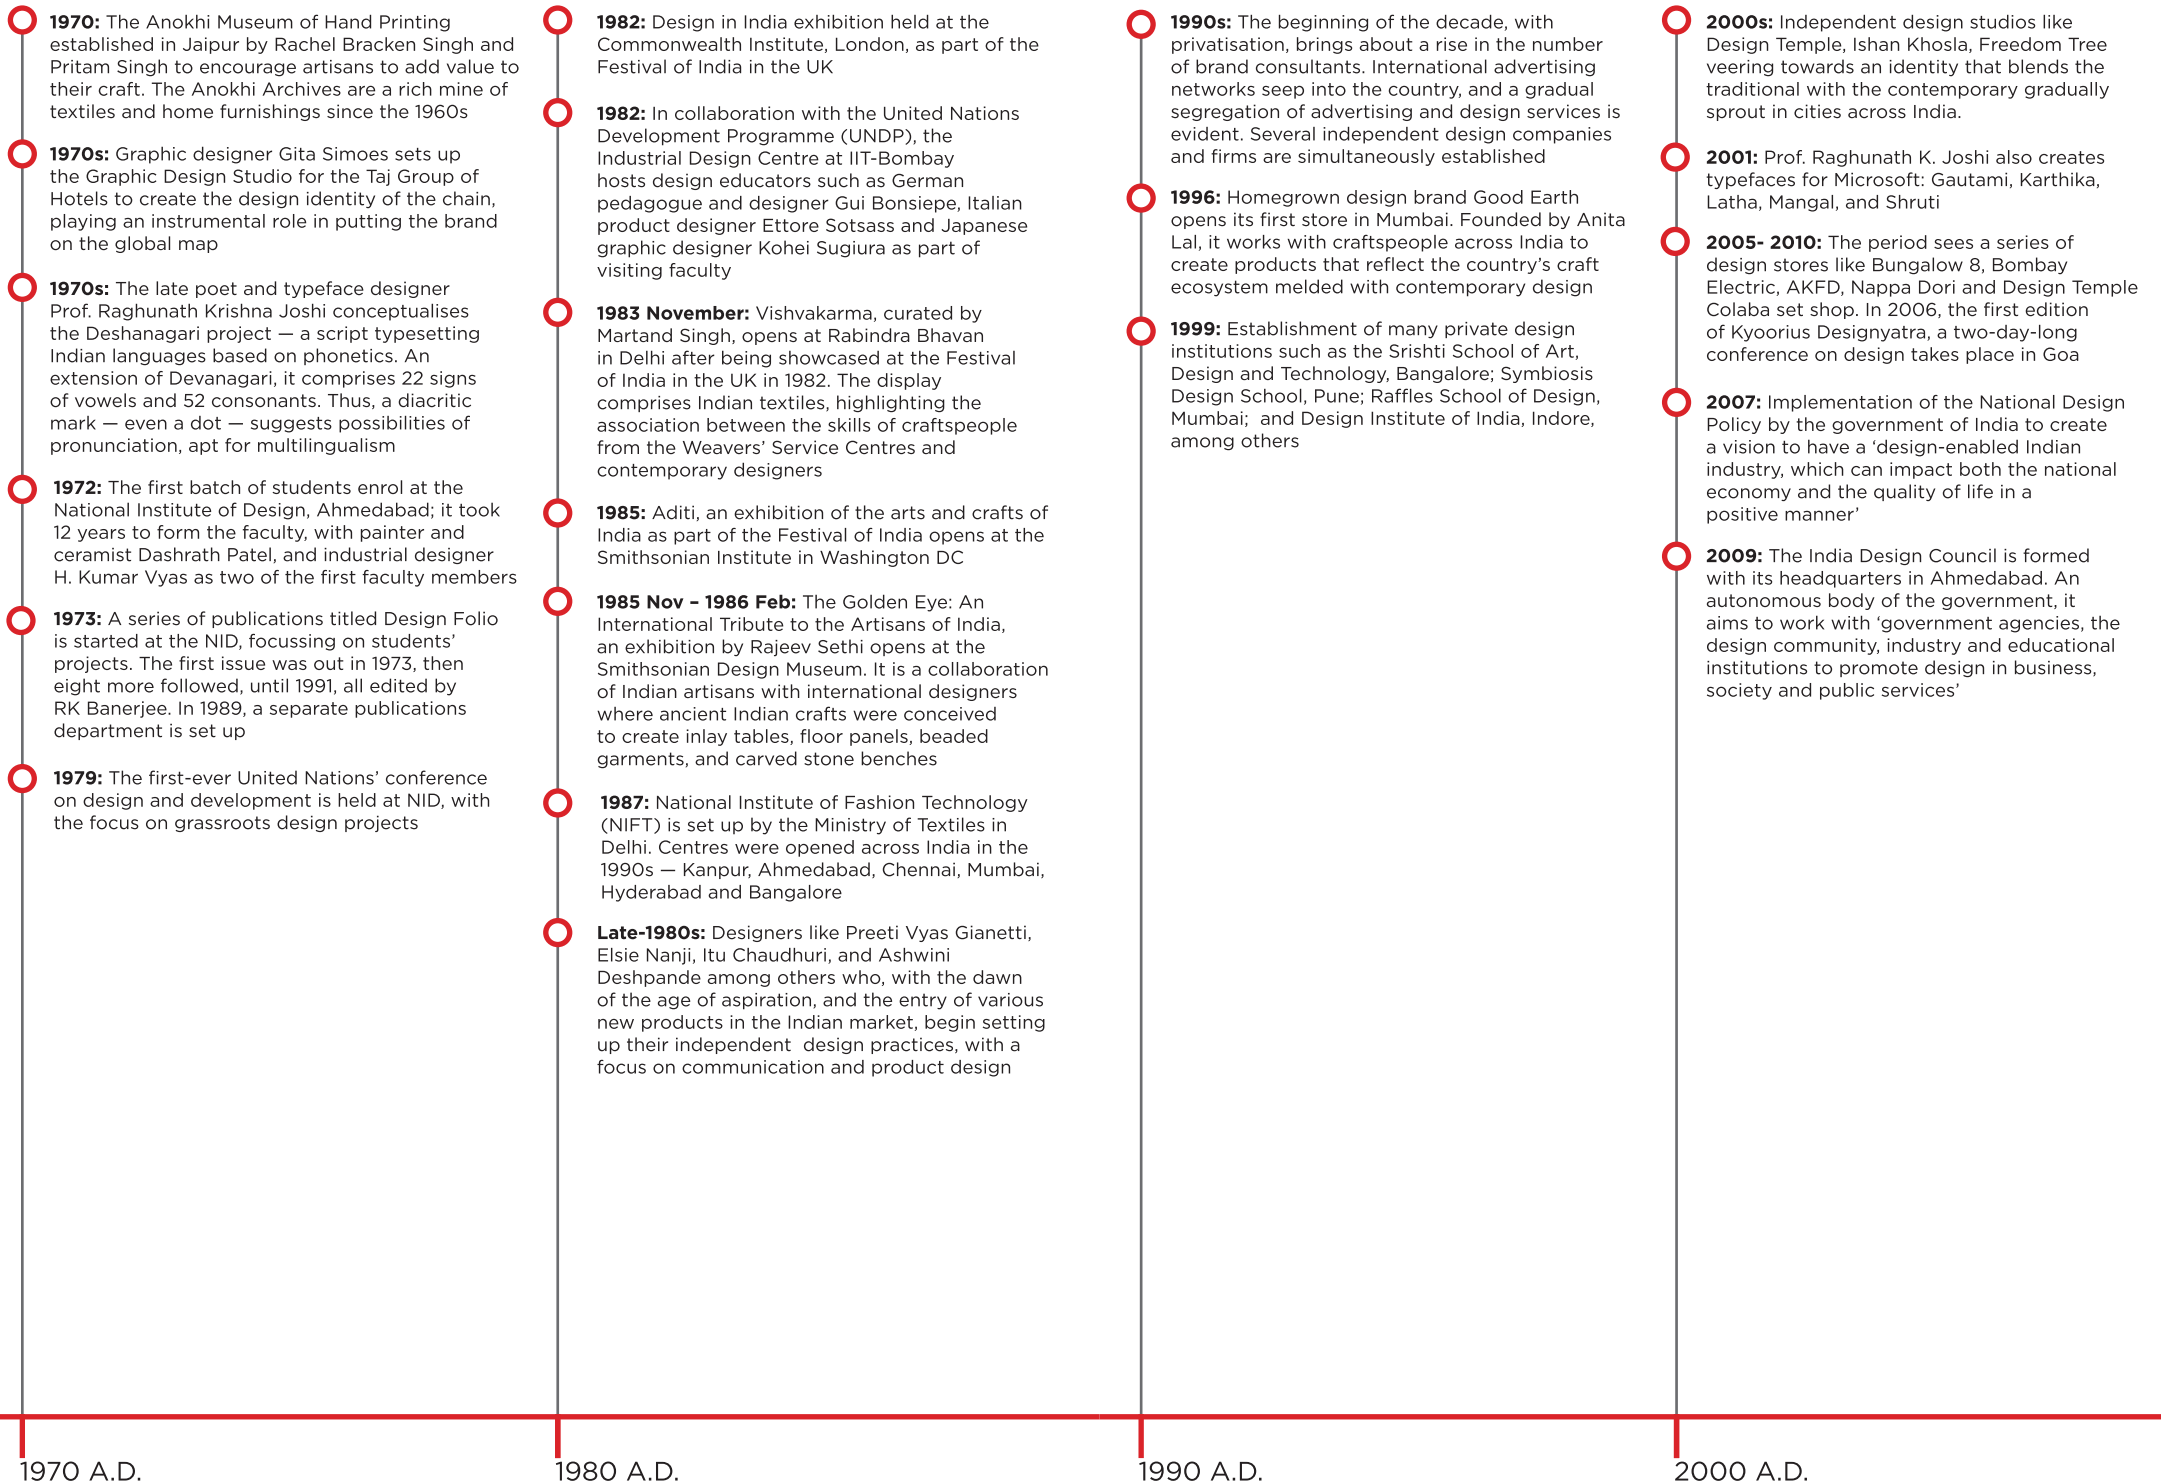 1970: The Anokhi Museum of Hand Printing
established in Jaipur by Rachel Bracken Singh and
Pritam Singh to encourage artisans to add value to
their craft. The Anokhi Archives are a rich mine of
textiles and home furnishings since the 1960s
1970s: Graphic designer Gita Simoes sets up
the Graphic Design Studio for the Taj Group of
Hotels to create the design identity of the chain,
playing an instrumental role in putting the brand
on the global map
1970s: The late poet and typeface designer
Prof. Raghunath Krishna Joshi conceptualises
the Deshanagari project — a script typesetting
Indian languages based on phonetics. An
extension of Devanagari, it comprises 22 signs
of vowels and 52 consonants. Thus, a diacritic
mark — even a dot — suggests possibilities of
pronunciation, apt for multilingualism
1972: The first batch of students enrol at the
National Institute of Design, Ahmedabad; it took
12 years to form the faculty, with painter and
ceramist Dashrath Patel, and industrial designer
H. Kumar Vyas as two of the first faculty members
1973: A series of publications titled Design Folio
is started at the NID, focussing on students’
projects. The first issue was out in 1973, then
eight more followed, until 1991, all edited by
RK Banerjee. In 1989, a separate publications
department is set up
1979: The first-ever United Nations’ conference
on design and development is held at NID, with
the focus on grassroots design projects
1982: Design in India exhibition held at the
Commonwealth Institute, London, as part of the
Festival of India in the UK
1982: In collaboration with the United Nations
Development Programme (UNDP), the
Industrial Design Centre at IIT-Bombay
hosts design educators such as German
pedagogue and designer Gui Bonsiepe, Italian
product designer Ettore Sotsass and Japanese
graphic designer Kohei Sugiura as part of
visiting faculty
1983 November: Vishvakarma, curated by
Martand Singh, opens at Rabindra Bhavan
in Delhi after being showcased at the Festival
of India in the UK in 1982. The display
comprises Indian textiles, highlighting the
association between the skills of craftspeople
from the Weavers’ Service Centres and
contemporary designers
1985: Aditi, an exhibition of the arts and crafts of
India as part of the Festival of India opens at the
Smithsonian Institute in Washington DC
1985 Nov – 1986 Feb: The Golden Eye: An
International Tribute to the Artisans of India,
an exhibition by Rajeev Sethi opens at the
Smithsonian Design Museum. It is a collaboration
of Indian artisans with international designers
where ancient Indian crafts were conceived
to create inlay tables, floor panels, beaded
garments, and carved stone benches
1987: National Institute of Fashion Technology
(NIFT) is set up by the Ministry of Textiles in
Delhi. Centres were opened across India in the
1990s — Kanpur, Ahmedabad, Chennai, Mumbai,
Hyderabad and Bangalore
Late-1980s: Designers like Preeti Vyas Gianetti,
Elsie Nanji, Itu Chaudhuri, and Ashwini
Deshpande among others who, with the dawn
of the age of aspiration, and the entry of various
new products in the Indian market, begin setting
up their independent  design practices, with a
focus on communication and product design
1990s: The beginning of the decade, with
privatisation, brings about a rise in the number
of brand consultants. International advertising
networks seep into the country, and a gradual
segregation of advertising and design services is
evident. Several independent design companies
and firms are simultaneously established
1996: Homegrown design brand Good Earth
opens its first store in Mumbai. Founded by Anita
Lal, it works with craftspeople across India to
create products that reflect the country’s craft
ecosystem melded with contemporary design
1999: Establishment of many private design
institutions such as the Srishti School of Art,
Design and Technology, Bangalore; Symbiosis
Design School, Pune; Raffles School of Design,
Mumbai;  and Design Institute of India, Indore,
among others
2000s: Independent design studios like
Design Temple, Ishan Khosla, Freedom Tree
veering towards an identity that blends the
traditional with the contemporary gradually
sprout in cities across India.
2001: Prof. Raghunath K. Joshi also creates
typefaces for Microsoft: Gautami, Karthika,
Latha, Mangal, and Shruti
2005- 2010: The period sees a series of
design stores like Bungalow 8, Bombay
Electric, AKFD, Nappa Dori and Design Temple
Colaba set shop. In 2006, the first edition
of Kyoorius Designyatra, a two-day-long
conference on design takes place in Goa
2007: Implementation of the National Design
Policy by the government of India to create
a vision to have a ‘design-enabled Indian
industry, which can impact both the national
economy and the quality of life in a
positive manner’
2009: The India Design Council is formed
with its headquarters in Ahmedabad. An
autonomous body of the government, it
aims to work with ‘government agencies, the
design community, industry and educational
institutions to promote design in business,
society and public services’
1970 A.D.
1980 A.D.
1990 A.D.
2000 A.D.